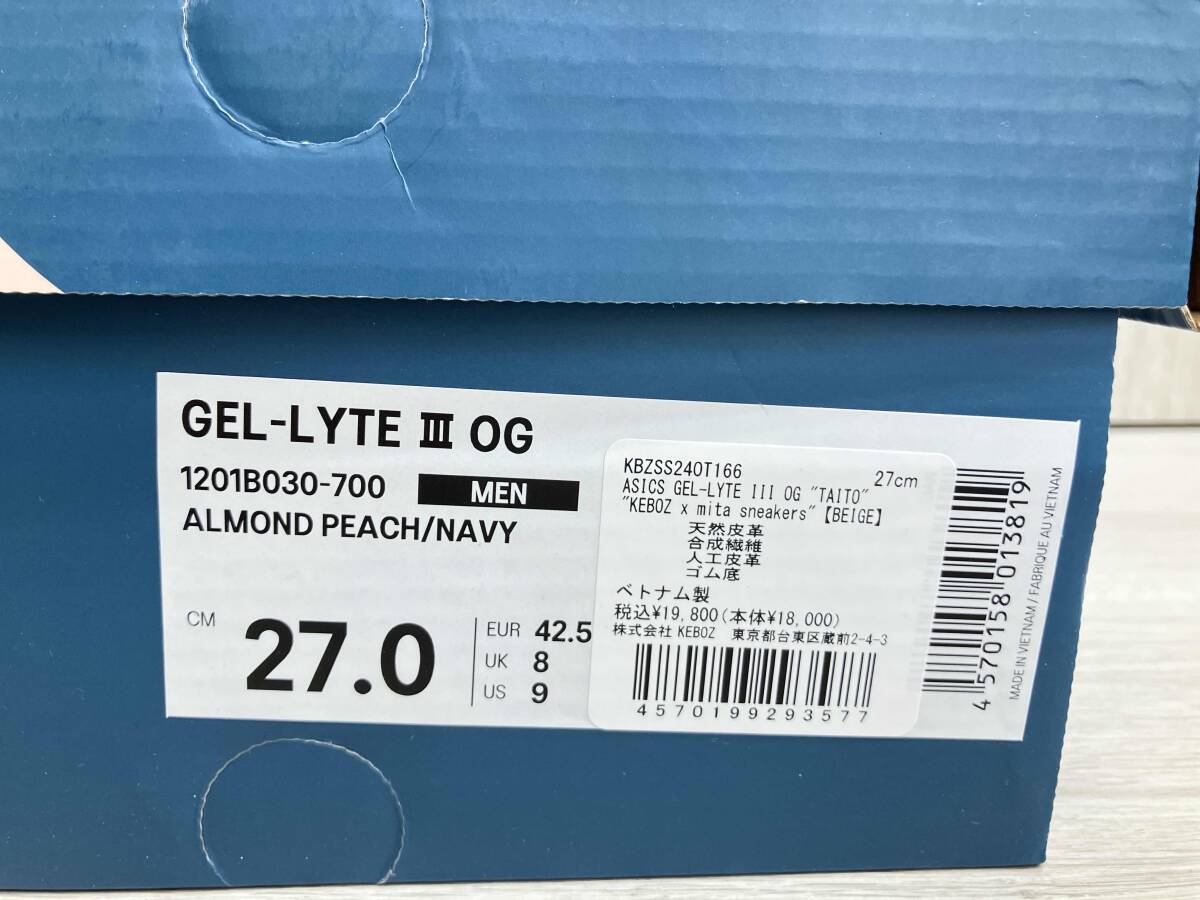 GEL-LYTE III OG
1201B030-700 MEN
ALMOND PEACH/NAVY
CM 27.0
EUR 42.5
UK 8
US 9
KBZSS240T166 27cm
ASICS GEL-LYTE III OG "TAITO"
"KEBOZ x mita sneakers"【BEIGE】
天然皮革
合成繊維
人工皮革
ゴム底
ベトナム製
税込¥19,800(本体¥18,000)
株式会社 KEBOZ 東京都台東区蔵前2-4-3
4570199293577
4 570158 013819
MADE IN VIETNAM / FABRIQUE AU VIETNAM